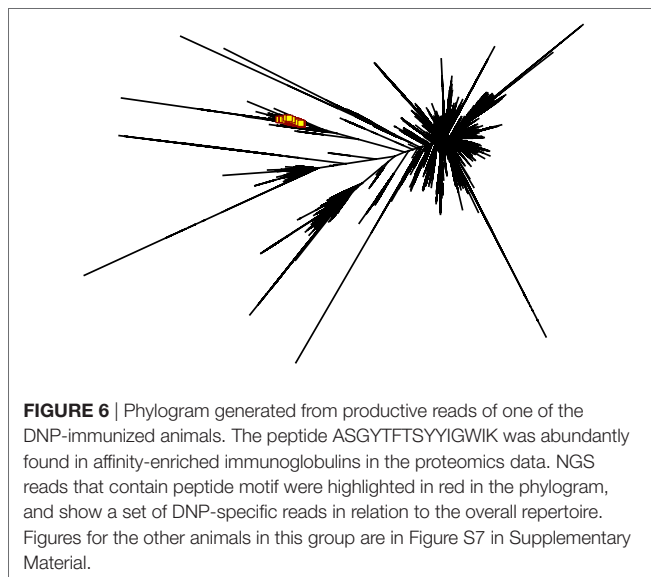 FIGURE 6 | Phylogram generated from productive reads of one of the
DNP-immunized animals. The peptide ASGYTFTSYYIGWIK was abundantly
found in affinity-enriched immunoglobulins in the proteomics data. NGS
reads that contain peptide motif were highlighted in red in the phylogram,
and show a set of DNP-specific reads in relation to the overall repertoire.
Figures for the other animals in this group are in Figure S7 in Supplementary
Material.